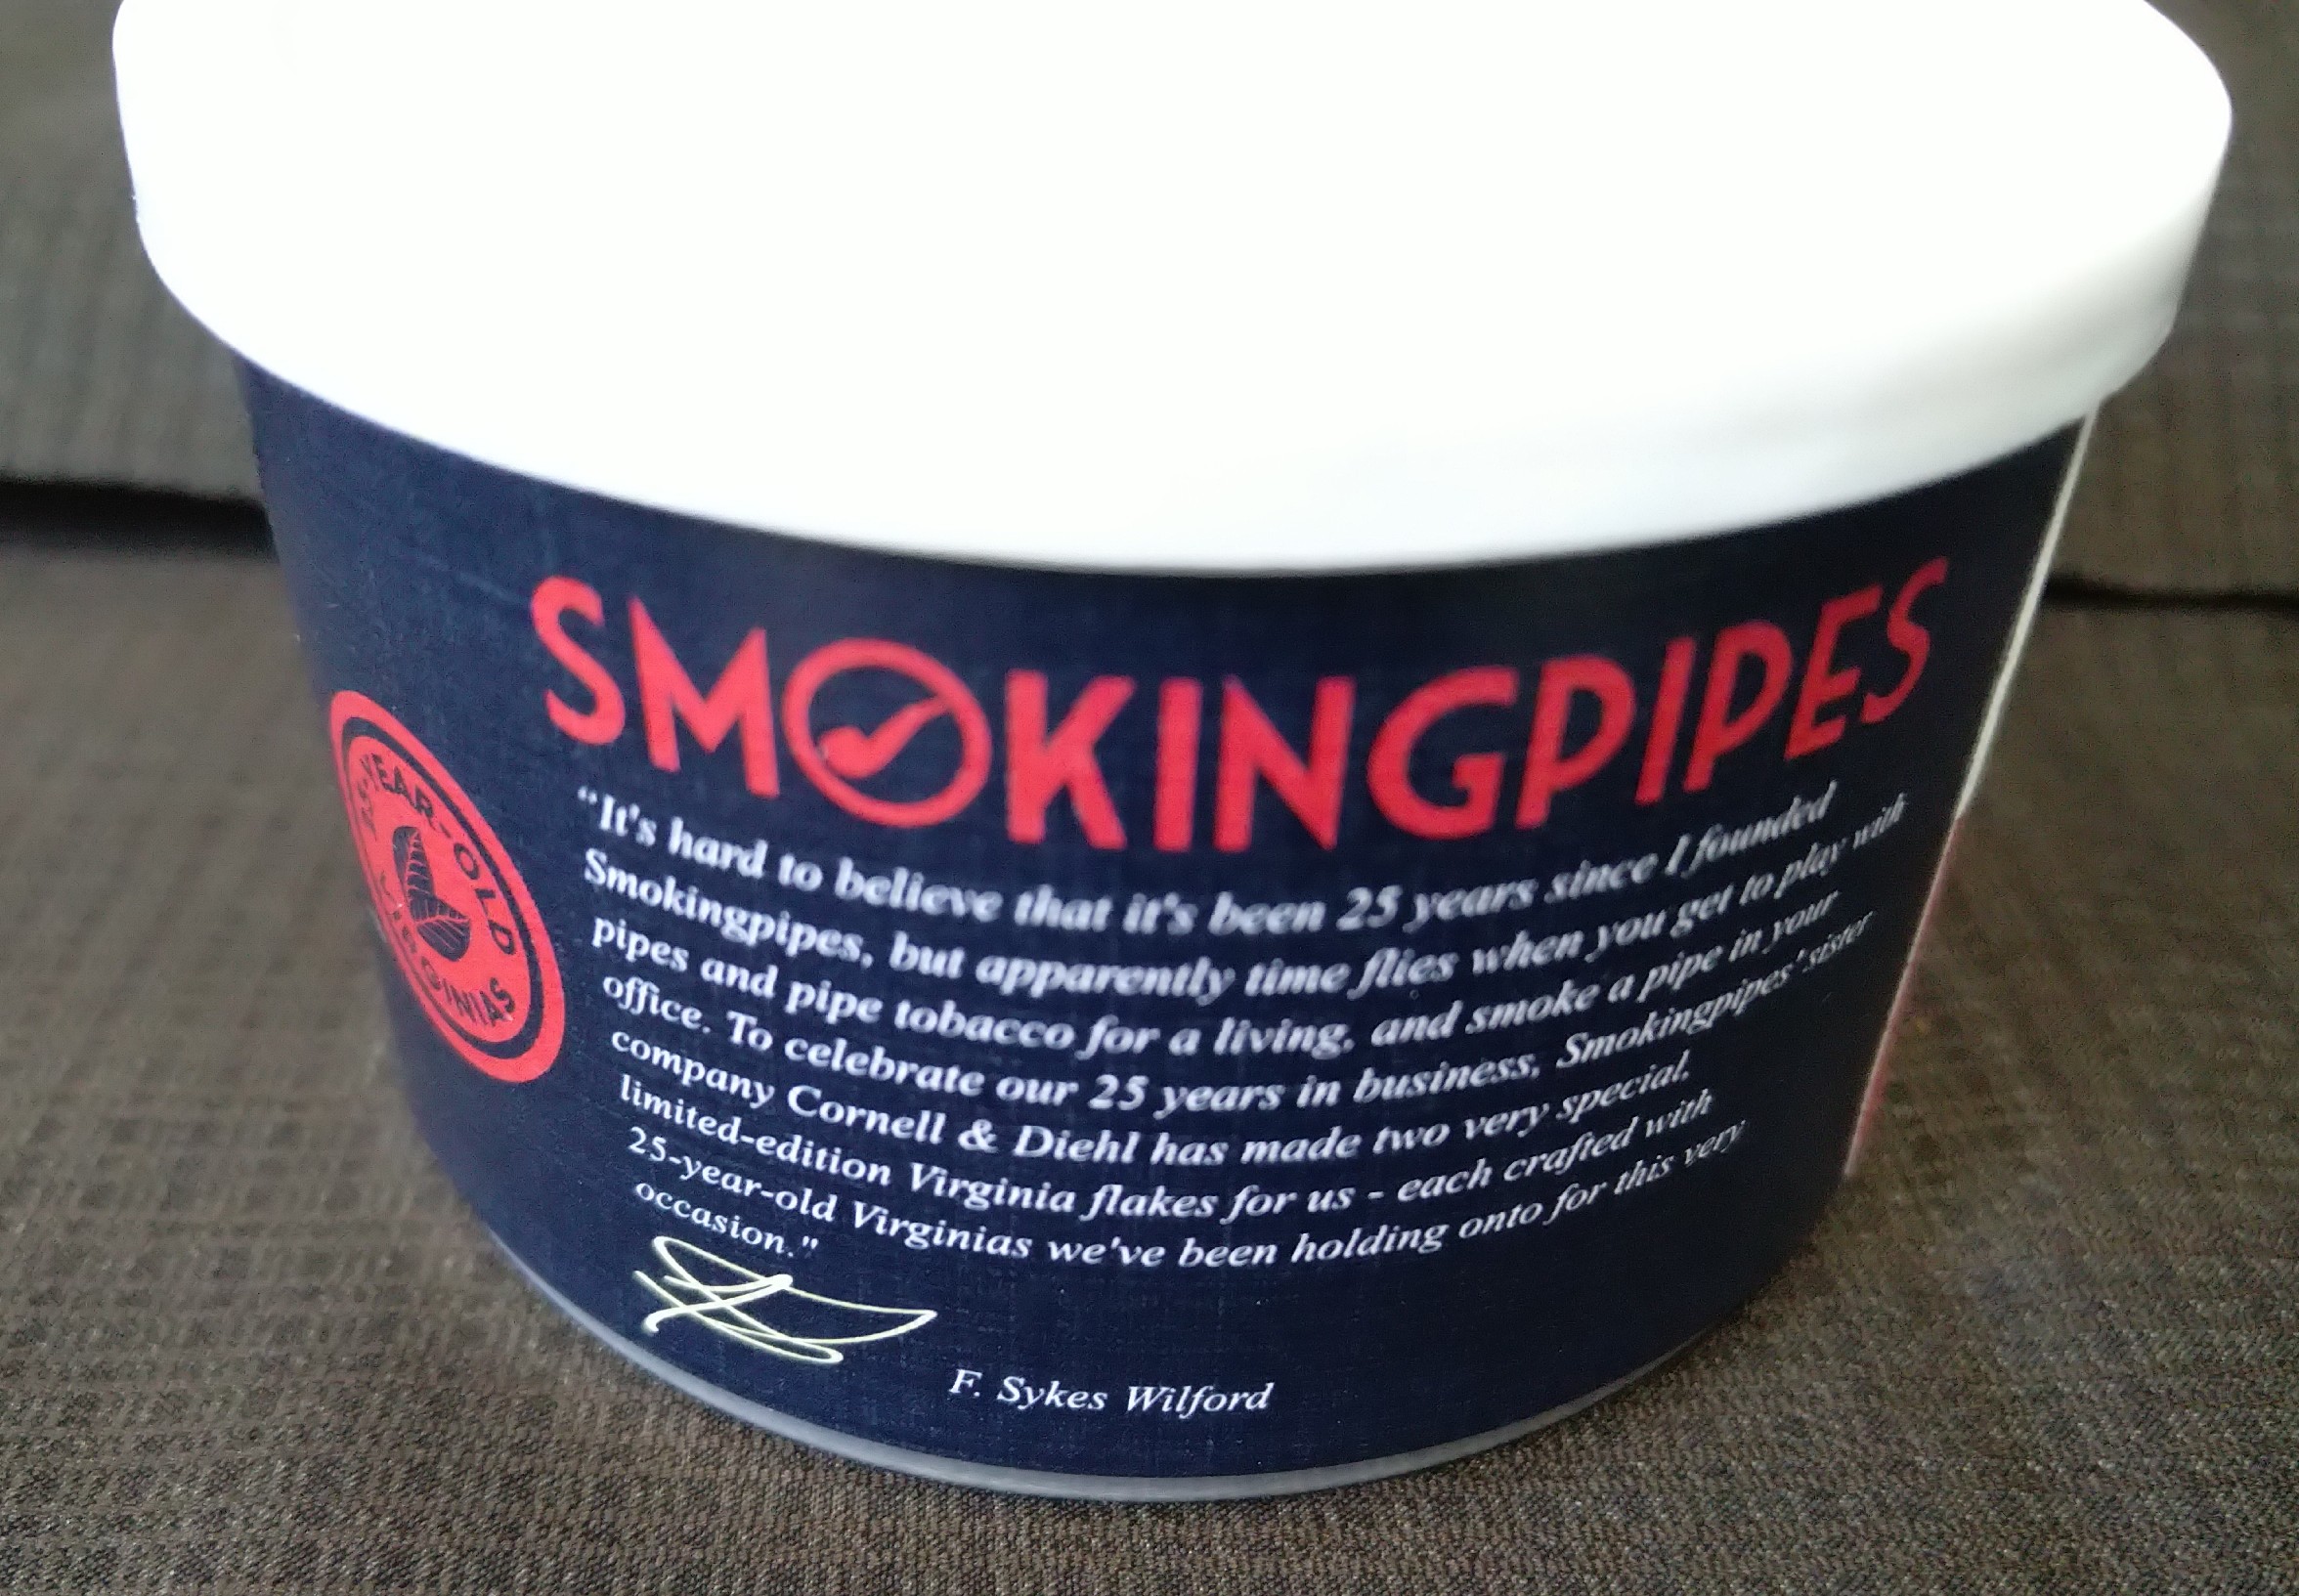 SMOKINGPIPES
25-YEAR-OLD
VIRGINIAS
“It's hard to believe that it's been 25 years since I founded
Smokingpipes, but apparently time flies when you get to play with
pipes and pipe tobacco for a living, and smoke a pipe in your
office. To celebrate our 25 years in business, Smokingpipes' sister
company Cornell & Diehl has made two very special,
limited-edition Virginia flakes for us - each crafted with
25-year-old Virginias we've been holding onto for this very
occasion."
F. Sykes Wilford